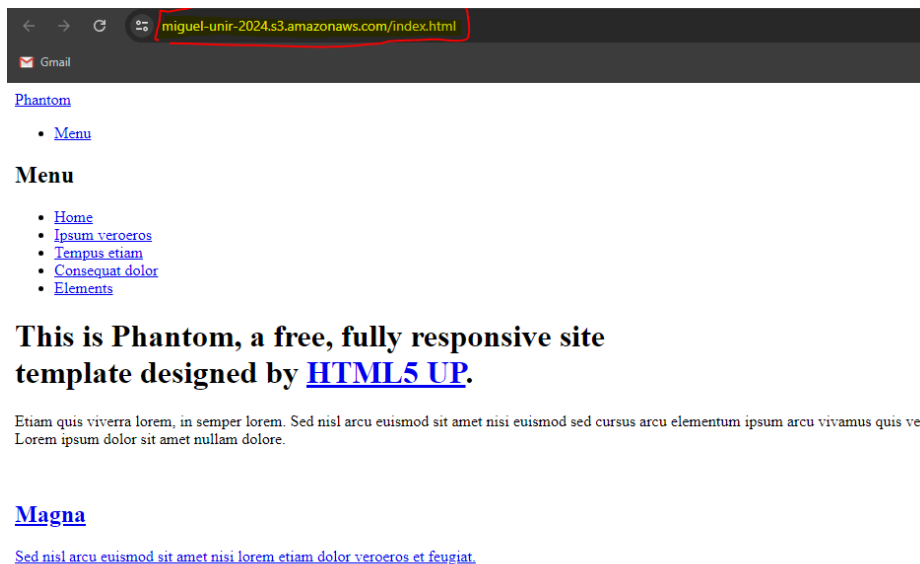 miguel-unir-2024.s3.amazonaws.com/index.html
Gmail
Phantom
Menu
Menu
Home
Ipsum veroeros
Tempus etiam
Consequat dolor
Elements
This is Phantom, a free, fully responsive site
template designed by HTML5 UP.
Etiam quis viverra lorem, in semper lorem. Sed nisl arcu euismod sit amet nisi euismod sed cursus arcu elementum ipsum arcu vivamus quis ve
Lorem ipsum dolor sit amet nullam dolore.
Magna
Sed nisl arcu euismod sit amet nisi lorem etiam dolor veroeros et feugiat.